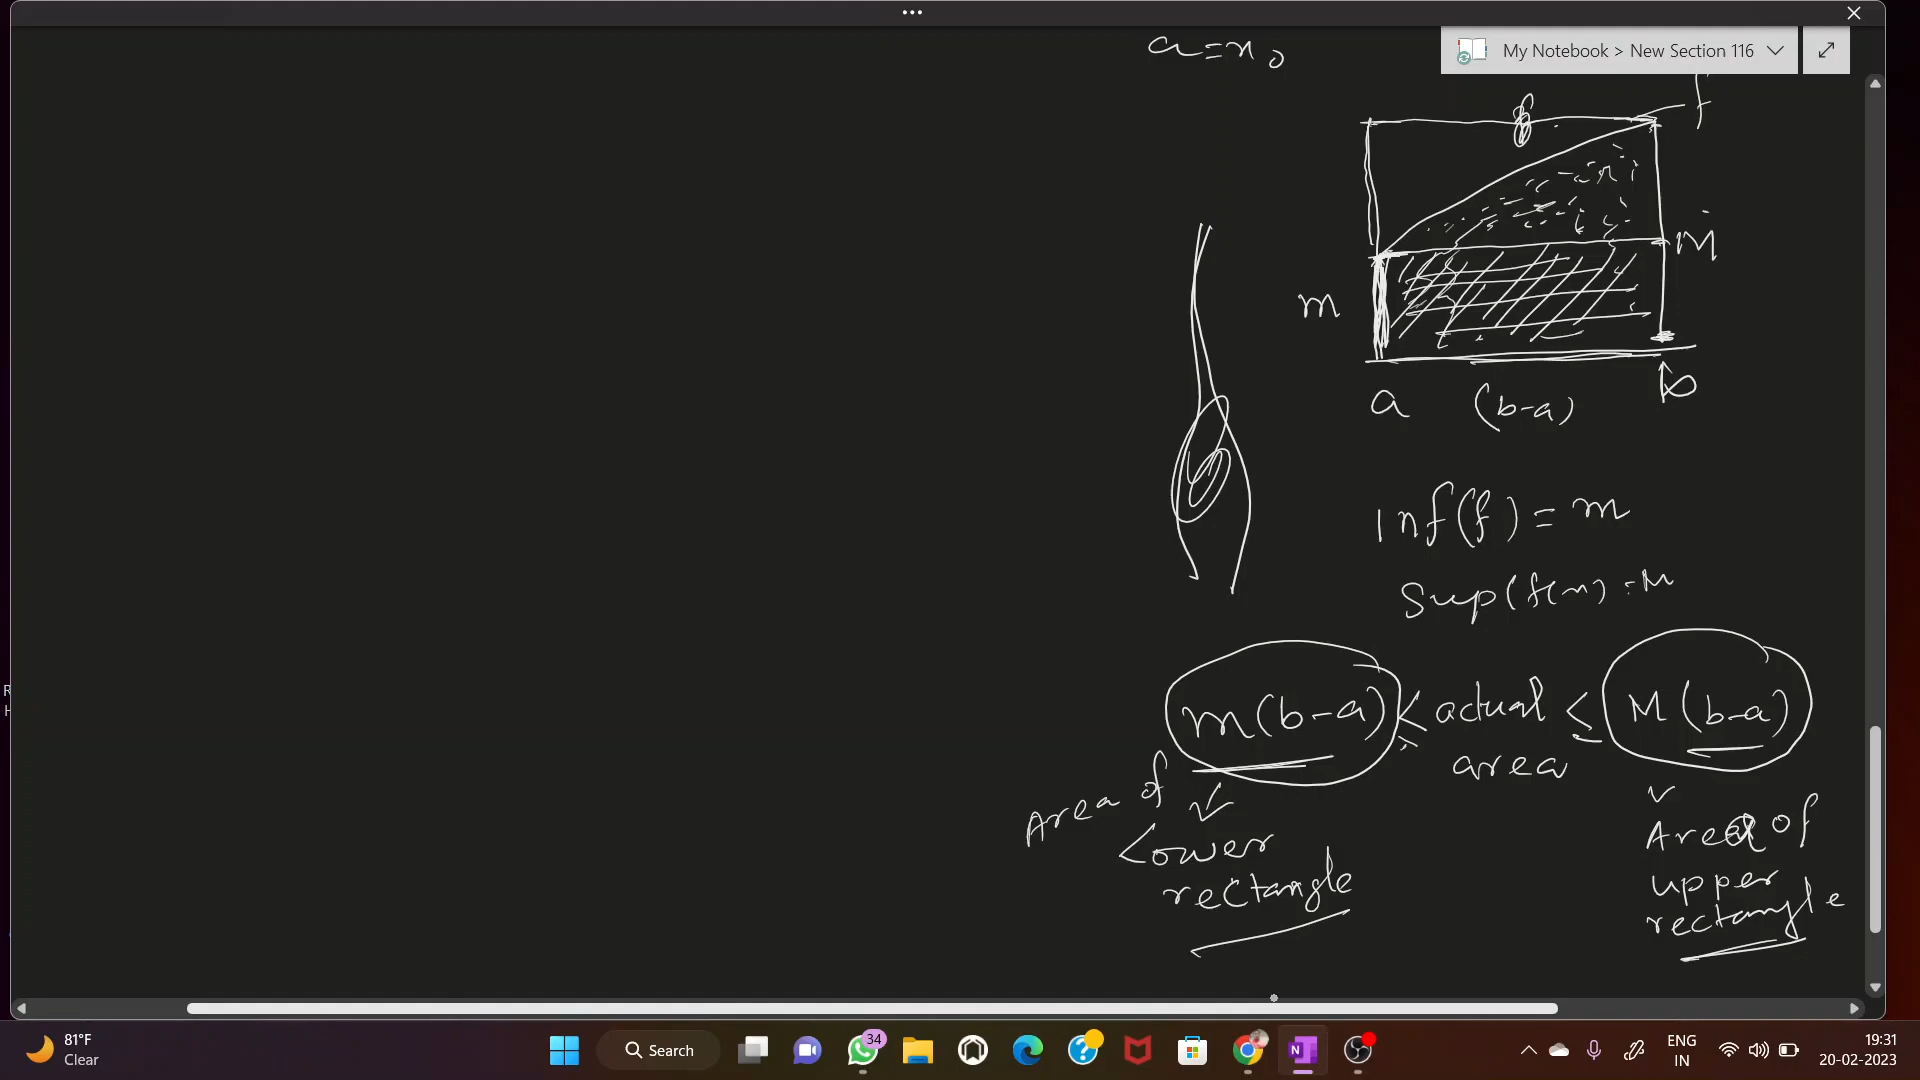 a = x₀
My Notebook > New Section 116
f
M
m
a (b-a) b
Inf(f) = m
Sup(f(x)) = M
m(b-a) ≤ actual area ≤ M(b-a)
Area of Lower rectangle
Area of upper rectangle
81°F
Clear
Search
34
ENG
IN
19:31
20-02-2023